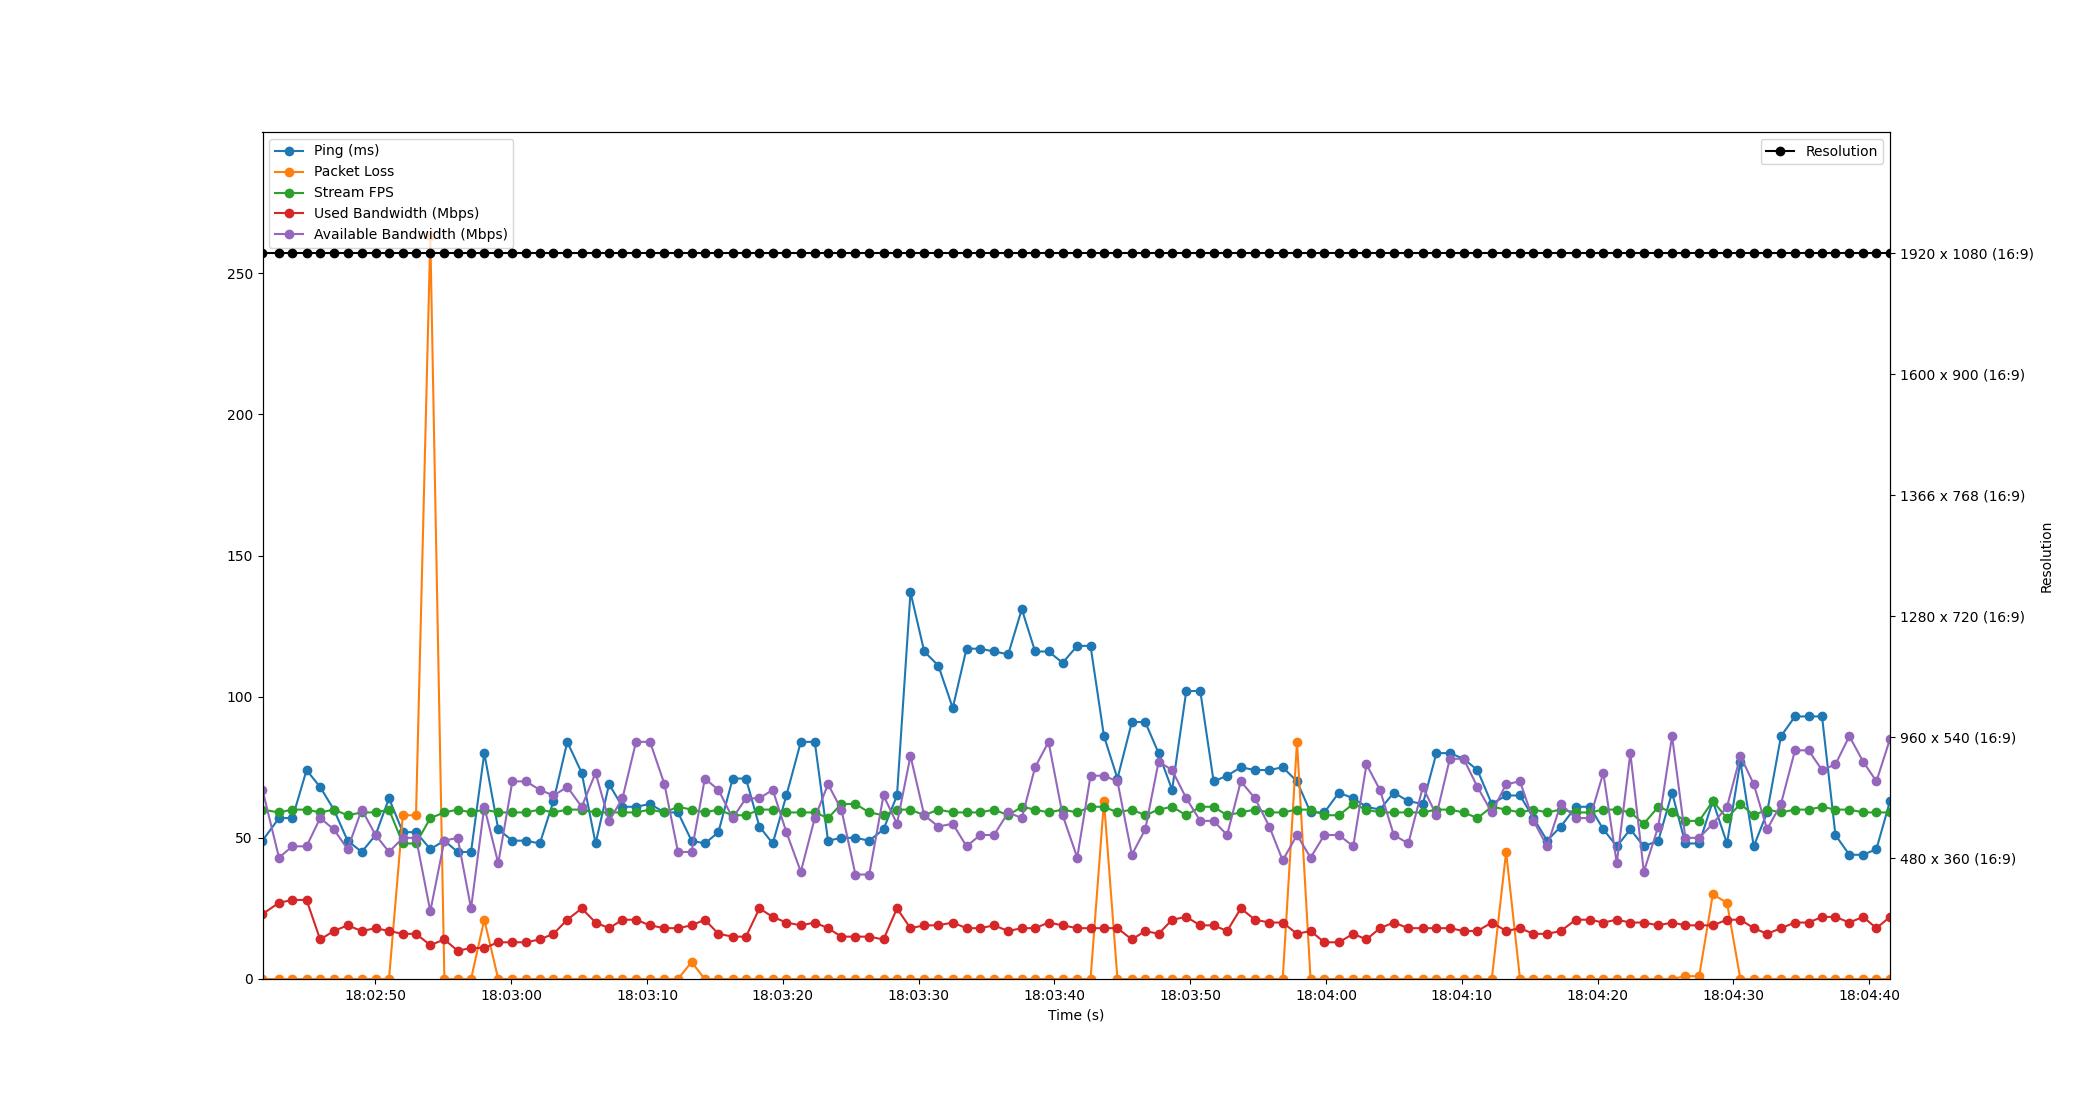 Ping (ms)
Packet Loss
Stream FPS
Used Bandwidth (Mbps)
Available Bandwidth (Mbps)
Resolution
250
200
150
100
50
0
1920 x 1080 (16:9)
1600 x 900 (16:9)
1366 x 768 (16:9)
1280 x 720 (16:9)
960 x 540 (16:9)
480 x 360 (16:9)
Resolution
18:02:50 18:03:00 18:03:10 18:03:20 18:03:30 18:03:40 18:03:50 18:04:00 18:04:10 18:04:20 18:04:30 18:04:40
Time (s)